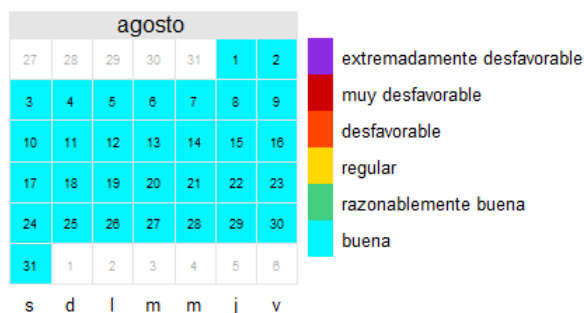 agosto
27 28 29 30 31 1 2
3 4 5 6 7 8 9
10 11 12 13 14 15 16
17 18 19 20 21 22 23
24 25 26 27 28 29 30
31 1 2 3 4 5 6
s d l m m j v
extremadamente desfavorable
muy desfavorable
desfavorable
regular
razonablemente buena
buena